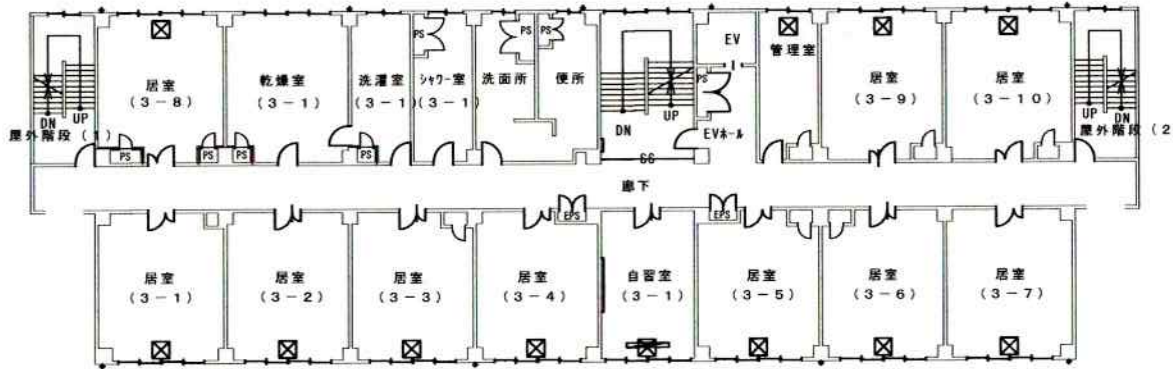 居室
(3-8)
乾燥室
(3-1)
洗濯室
(3-1)
シャワー室
(3-1)
洗面所
便所
PS
PS
PS
EV
PS
EVホール
管理室
居室
(3-9)
居室
(3-10)
DN
UP
屋外階段(1)
PS
PS
PS
PS
DN
UP
SS
UP
DN
屋外階段(2
廊下
EPS
EPS
居室
(3-1)
居室
(3-2)
居室
(3-3)
居室
(3-4)
自習室
(3-1)
居室
(3-5)
居室
(3-6)
居室
(3-7)